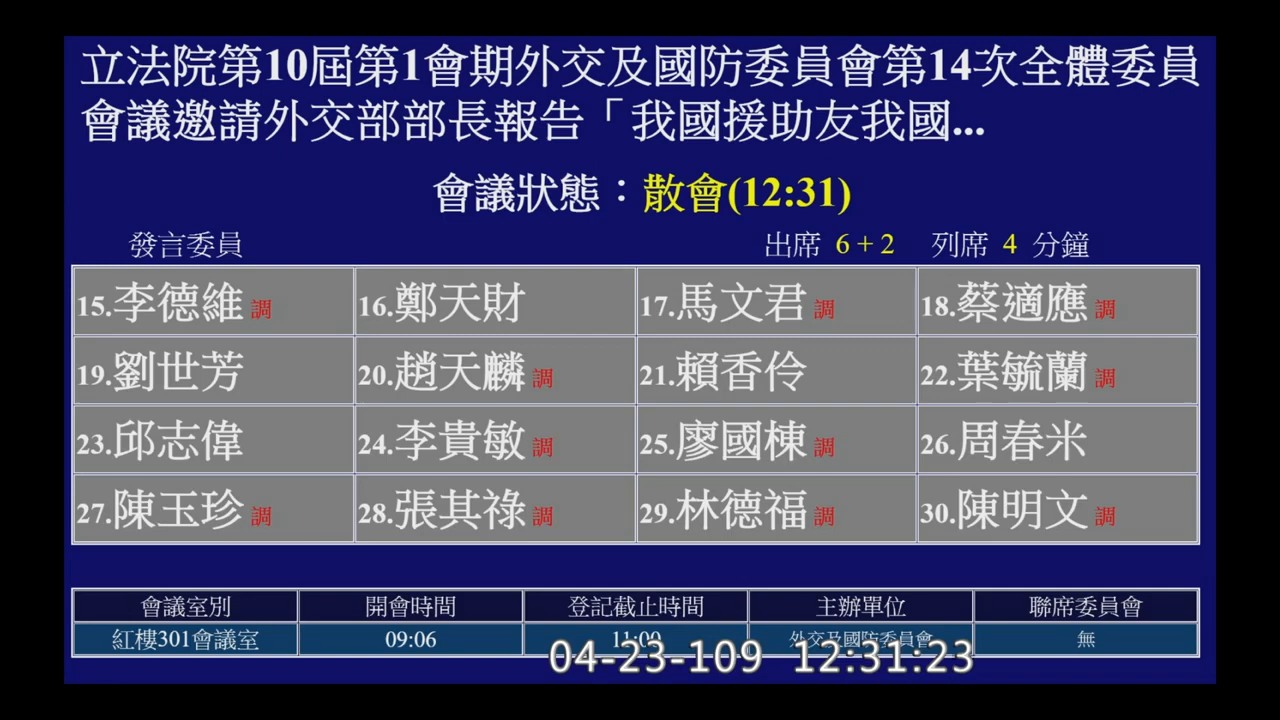 立法院第10屆第1會期外交及國防委員會第14次全體委員
會議邀請外交部部長報告「我國援助友我國...
會議狀態：散會(12:31)
發言委員 出席 6 + 2 列席 4 分鐘
15.李德維調 16.鄭天財 17.馬文君調 18.蔡適應調
19.劉世芳 20.趙天麟調 21.賴香伶 22.葉毓蘭調
23.邱志偉 24.李貴敏調 25.廖國棟調 26.周春米
27.陳玉珍調 28.張其祿調 29.林德福調 30.陳明文調
會議室別 開會時間 登記截止時間 主辦單位 聯席委員會
紅樓301會議室 09:06 11:00 外交及國防委員會 無
04-23-109 12:31:23